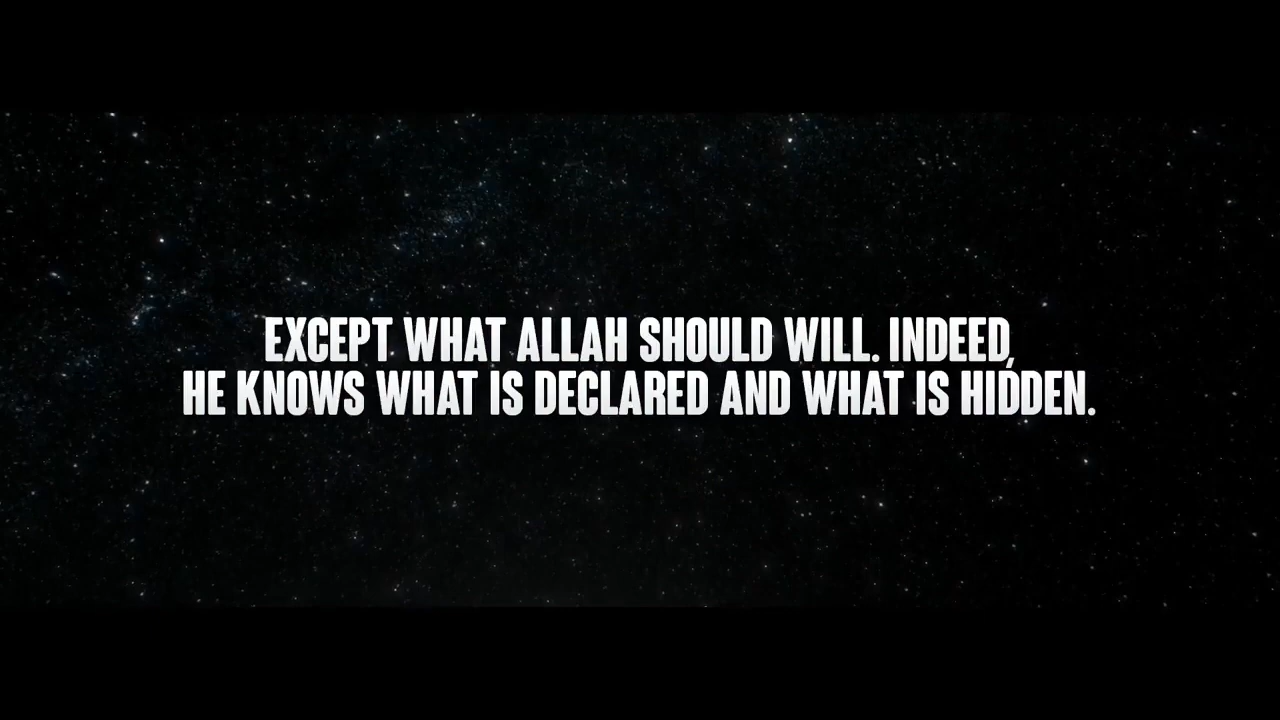 EXCEPT WHAT ALLAH SHOULD WILL. INDEED,
HE KNOWS WHAT IS DECLARED AND WHAT IS HIDDEN.